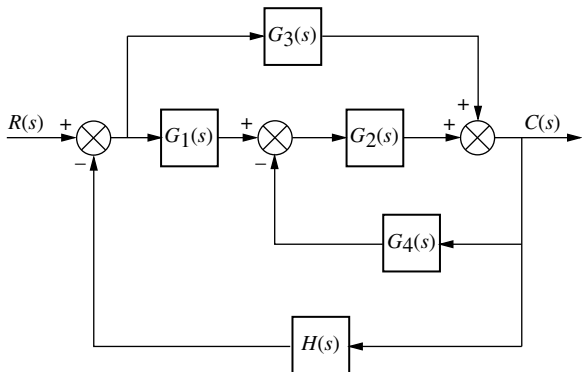 G3(s)
R(s)
+
−
G1(s)
+
−
G2(s)
+
+
C(s)
G4(s)
H(s)